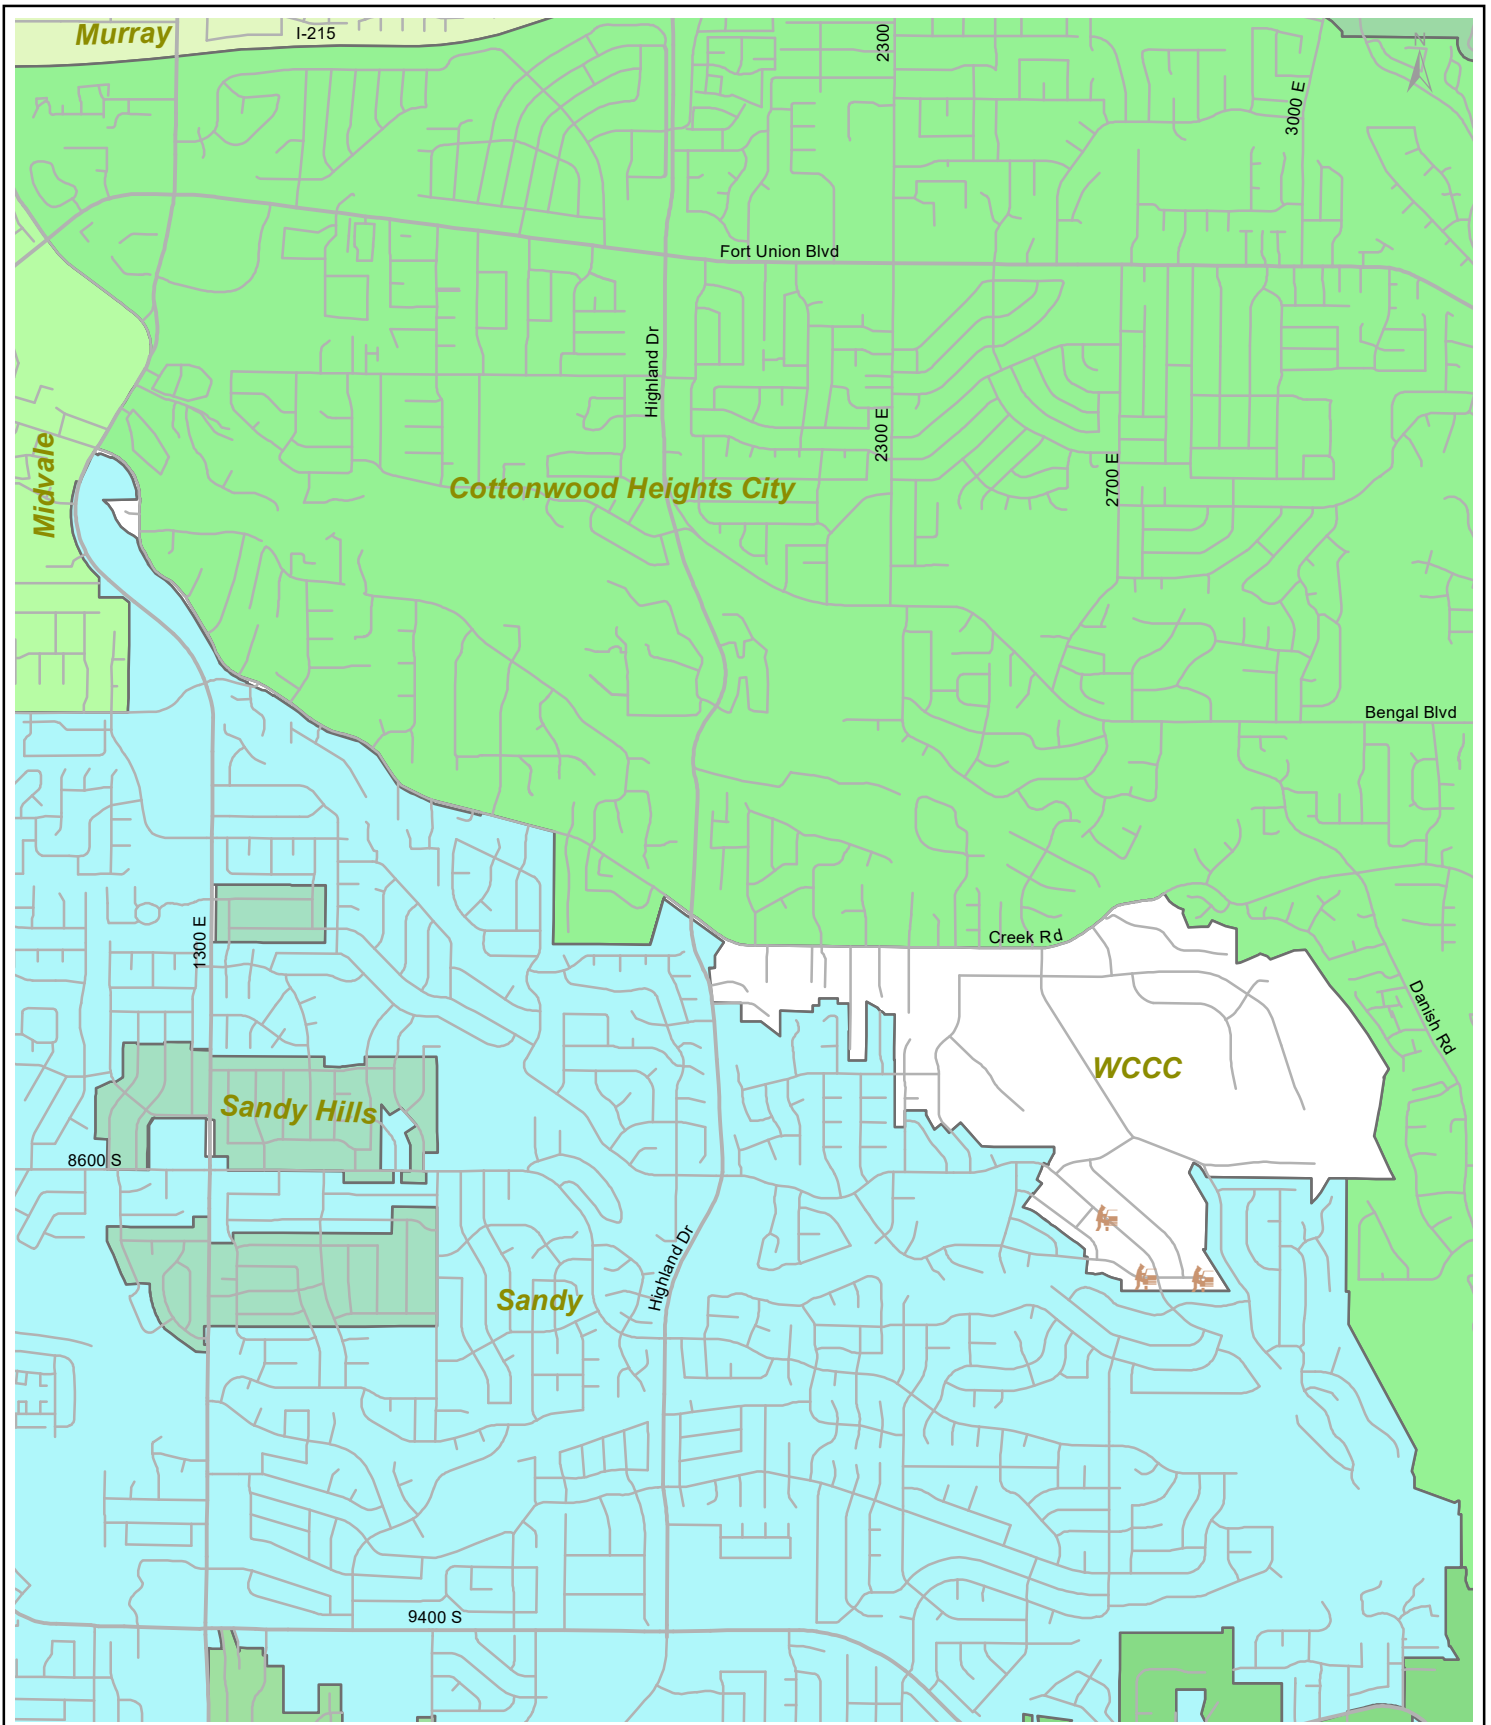 Murray
I-215
2300
N
3000 E
Fort Union Blvd
Highland Dr
2300 E
Midvale
2700 E
Cottonwood Heights City
Bengal Blvd
1300 E
Creek Rd
Danish Rd
WCCC
Sandy Hills
8600 S
Highland Dr
Sandy
9400 S